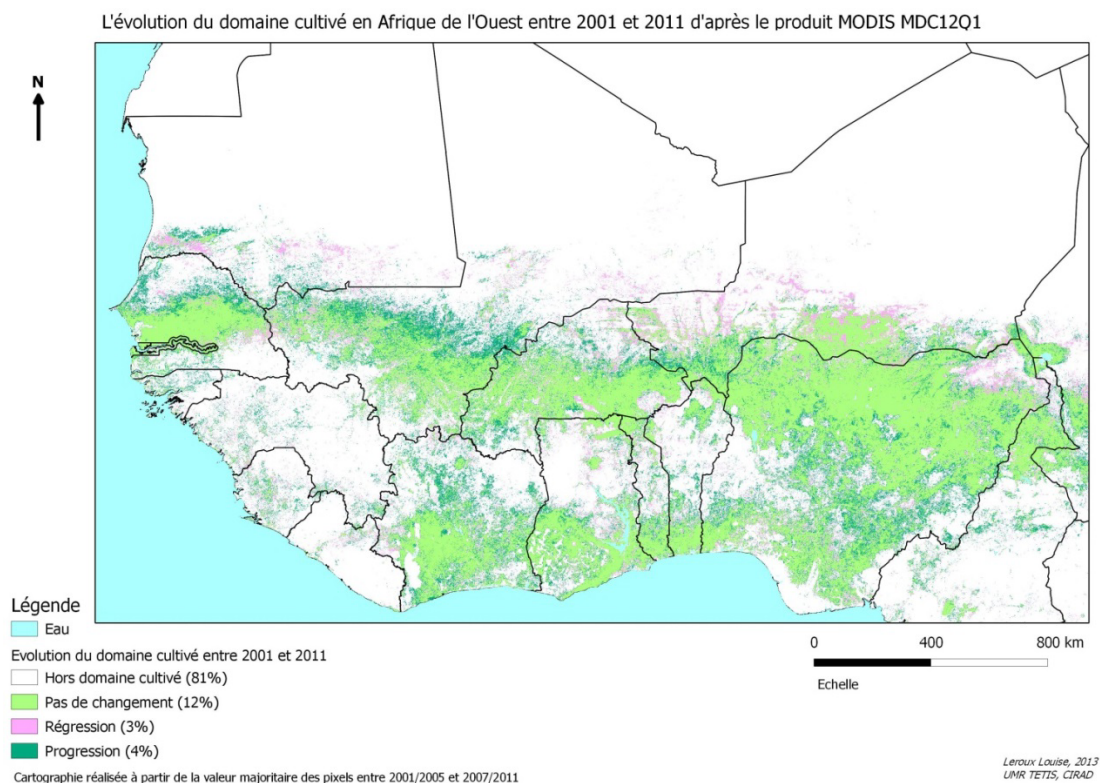 L'évolution du domaine cultivé en Afrique de l'Ouest entre 2001 et 2011 d'après le produit MODIS MDC12Q1
N
Légende
Eau
Evolution du domaine cultivé entre 2001 et 2011
Hors domaine cultivé (81%)
Pas de changement (12%)
Régression (3%)
Progression (4%)
Cartographie réalisée à partir de la valeur majoritaire des pixels entre 2001/2005 et 2007/2011
0 400 800 km
Echelle
Leroux Louise, 2013
UMR TETIS, CIRAD